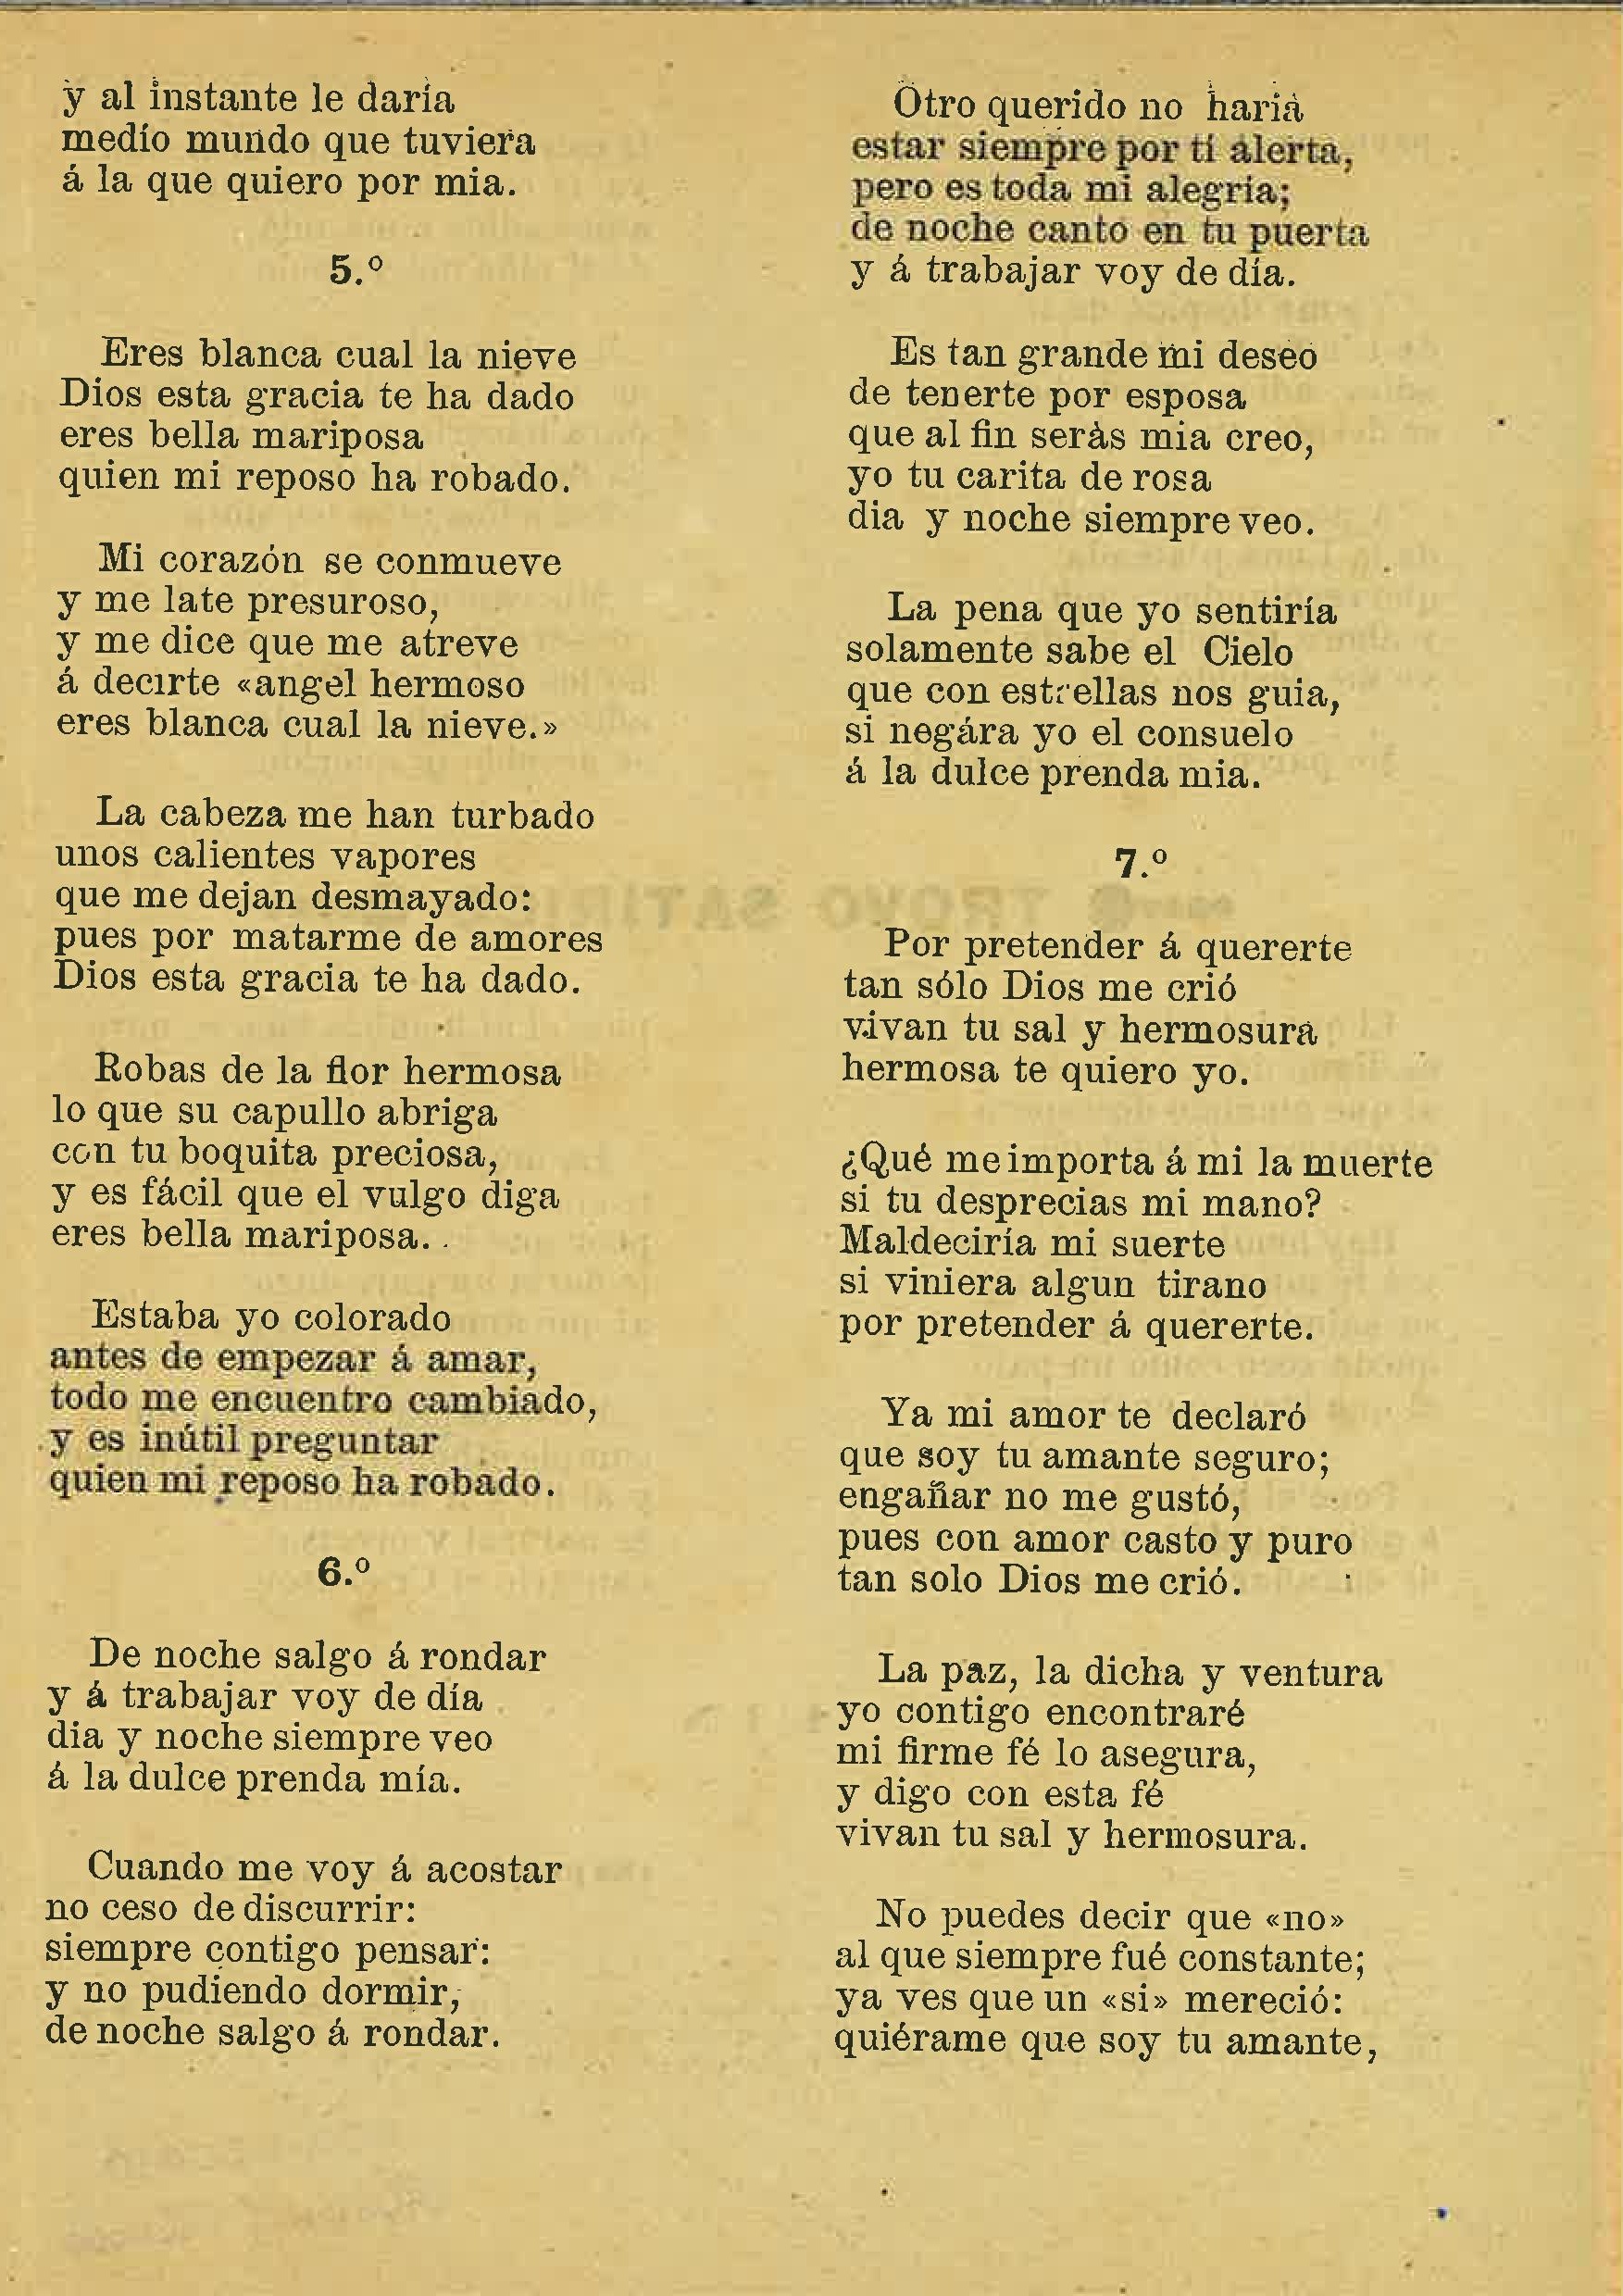 y al instante le daría
medío mundo que tuviera
á la que quiero por mia.
5.º
Eres blanca cual la nieve
Dios esta gracia te ha dado
eres bella mariposa
quien mi reposo ha robado.
Mi corazón se conmueve
y me late presuroso,
y me dice que me atreve
á decirte «angel hermoso
eres blanca cual la nieve.»
La cabeza me han turbado
unos calientes vapores
que me dejan desmayado:
pues por matarme de amores
Dios esta gracia te ha dado.
Robas de la flor hermosa
lo que su capullo abriga
con tu boquita preciosa,
y es fácil que el vulgo diga
eres bella mariposa. .
Estaba yo colorado
antes de empezar á amar,
todo me encuentro cambiado,
y es inútil preguntar
quien mi reposo ha robado.
6.º
De noche salgo á rondar
y á trabajar voy de día
dia y noche siempre veo
á la dulce prenda mía.
Cuando me voy á acostar
no ceso de discurrir:
siempre contigo pensar:
y no pudiendo dormir,
de noche salgo á rondar.
Otro querido no haria
estar siempre por tí alerta,
pero es toda mi alegria;
de noche canto en tu puerta
y á trabajar voy de día.
Es tan grande mi deseo
de tenerte por esposa
que al fin seràs mia creo,
yo tu carita de rosa
dia y noche siempre veo.
La pena que yo sentiría
solamente sabe el Cielo
que con estrellas nos guia,
si negára yo el consuelo
á la dulce prenda mia.
7.º
Por pretender á quererte
tan sólo Dios me crió
vivan tu sal y hermosura
hermosa te quiero yo.
¿Qué me importa á mi la muerte
si tu desprecias mi mano?
Maldeciría mi suerte
si viniera algun tirano
por pretender á quererte.
Ya mi amor te declaró
que soy tu amante seguro;
engañar no me gustó,
pues con amor casto y puro
tan solo Dios me crió.
La paz, la dicha y ventura
yo contigo encontraré
mi firme fé lo asegura,
y digo con esta fé
vivan tu sal y hermosura.
No puedes decir que «no»
al que siempre fué constante;
ya ves que un «si» mereció:
quiérame que soy tu amante,